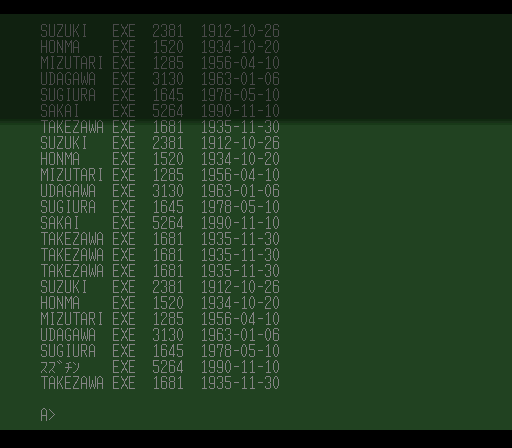 SUZUKI   EXE  2381  1912-10-26
HONMA    EXE  1520  1934-10-20
MIZUTARI EXE  1285  1956-04-10
UDAGAWA  EXE  3130  1963-01-06
SUGIURA  EXE  1645  1978-05-10
SAKAI    EXE  5264  1990-11-10
TAKEZAWA EXE  1681  1935-11-30
SUZUKI   EXE  2381  1912-10-26
HONMA    EXE  1520  1934-10-20
MIZUTARI EXE  1285  1956-04-10
UDAGAWA  EXE  3130  1963-01-06
SUGIURA  EXE  1645  1978-05-10
SAKAI    EXE  5264  1990-11-10
TAKEZAWA EXE  1681  1935-11-30
TAKEZAWA EXE  1681  1935-11-30
TAKEZAWA EXE  1681  1935-11-30
SUZUKI   EXE  2381  1912-10-26
HONMA    EXE  1520  1934-10-20
MIZUTARI EXE  1285  1956-04-10
UDAGAWA  EXE  3130  1963-01-06
SUGIURA  EXE  1645  1978-05-10
ススﾞチン    EXE  5264  1990-11-10
TAKEZAWA EXE  1681  1935-11-30
A>